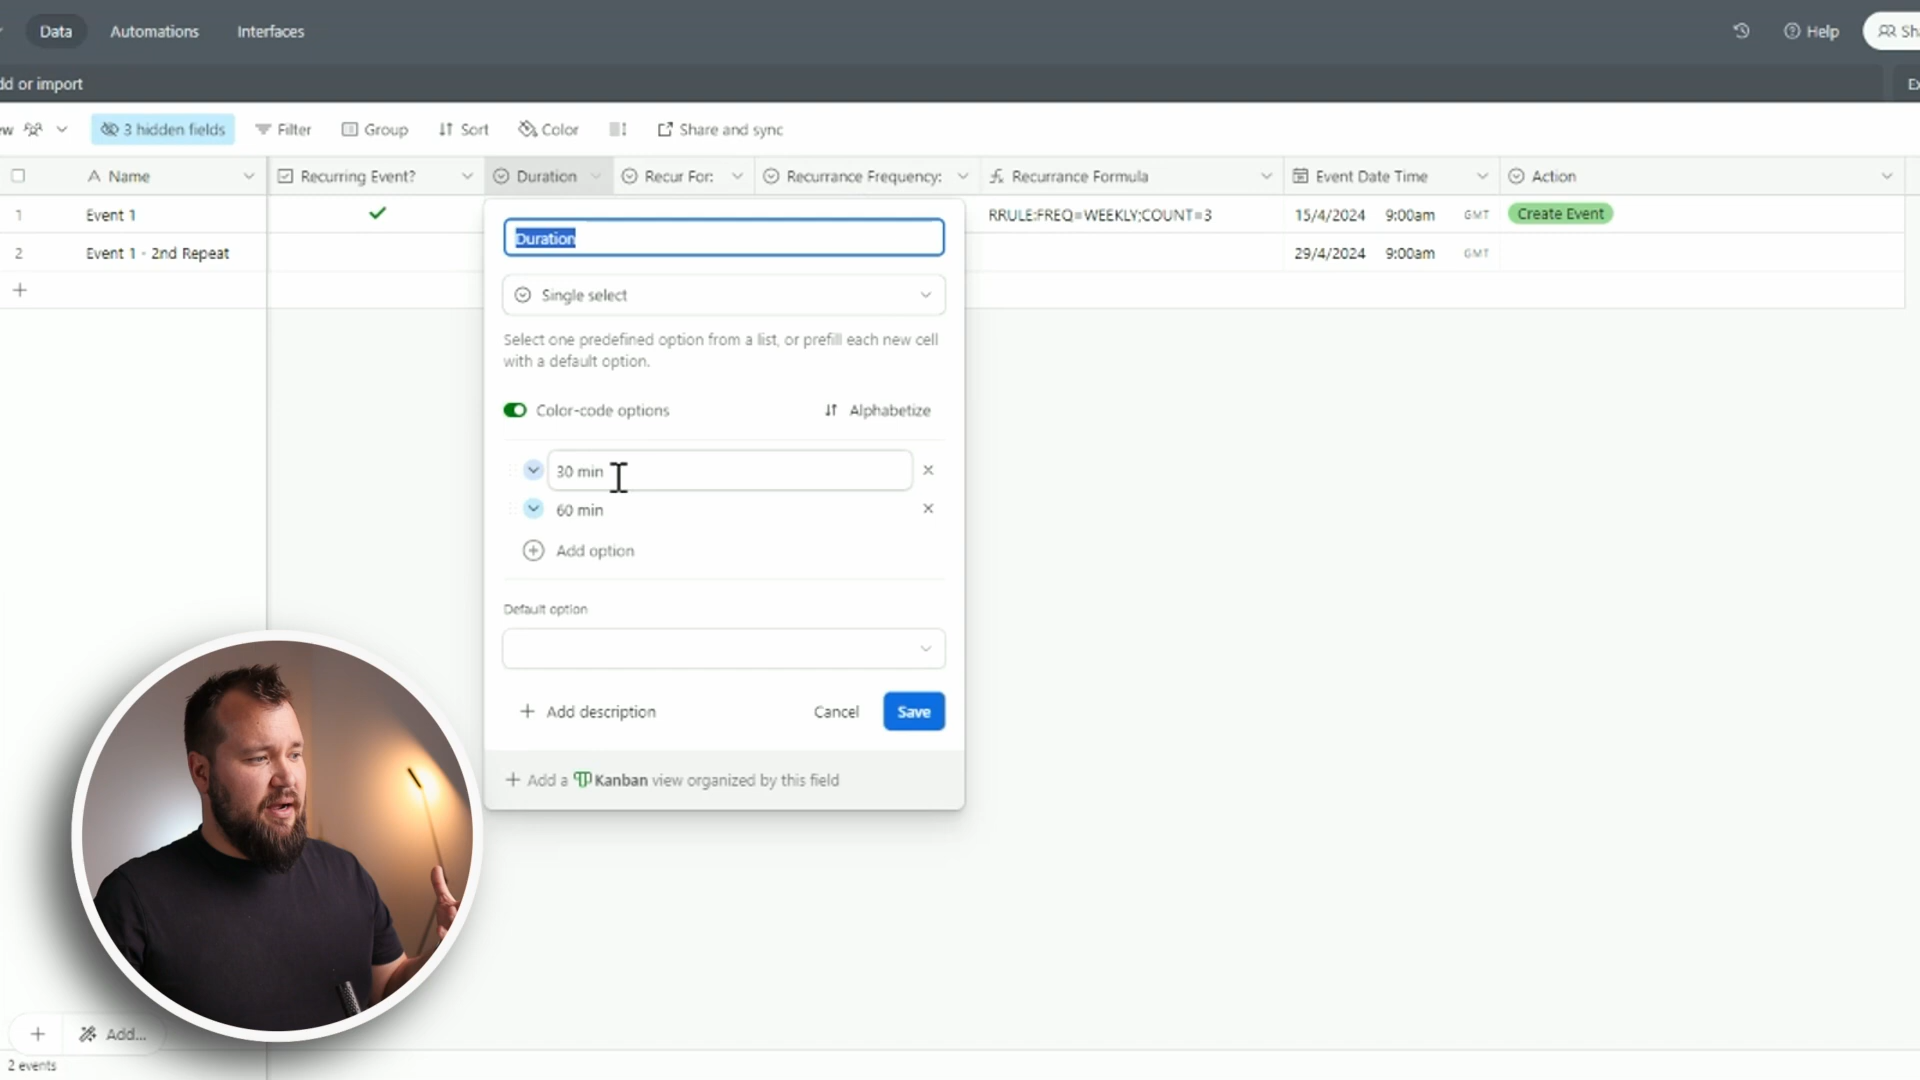 Data Automations Interfaces Help
dd or import
3 hidden fields Filter Group Sort Color Share and sync
Name Recurring Event? Duration Recur For: Recurrance Frequency: Recurrance Formula Event Date Time Action
1 Event 1 RRULE:FREQ=WEEKLY;COUNT=3 15/4/2024 9:00am GMT Create Event
2 Event 1 - 2nd Repeat 29/4/2024 9:00am GMT
Duration
Single select
Select one predefined option from a list, or prefill each new cell
with a default option.
Color-code options Alphabetize
30 min
60 min
Add option
Default option
Add description Cancel Save
Add a Kanban view organized by this field
Add...
2 events